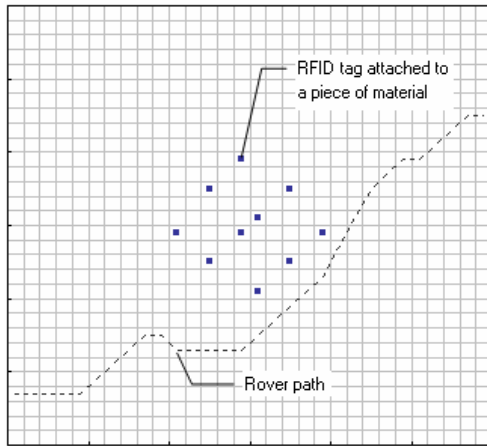 RFID tag attached to
a piece of material
Rover path